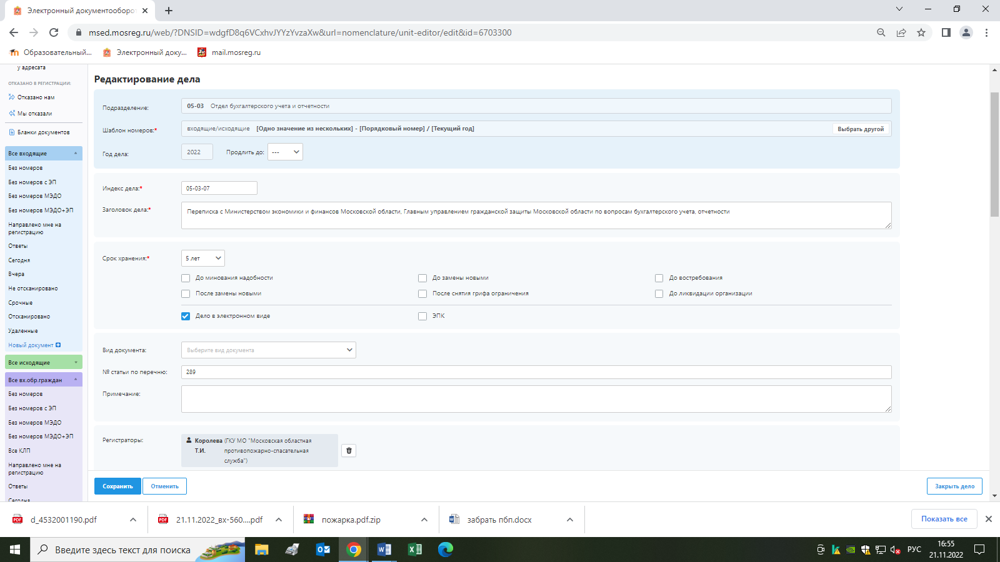 Электронный документооборот
msed.mosreg.ru/web/?DNSID=wdgfD8q6VCxhvJYYzYvzaXw&url=nomenclature/unit-editor/edit&id=6703300
Образовательный...
Электронный доку...
mail.mosreg.ru
у адресата
ОТКАЗАНО В РЕГИСТРАЦИИ:
Отказано нам
Мы отказали
Бланки документов
Все входящие
Без номеров
Без номеров с ЭП
Без номеров МЭДО
Без номеров МЭДО+ЭП
Направлено мне на
регистрацию
Ответы
Сегодня
Вчера
Не отсканировано
Срочные
Отсканировано
Удаленные
Новый документ
Все исходящие
Все вх.обр.граждан
Без номеров
Без номеров с ЭП
Без номеров МЭДО
Без номеров МЭДО+ЭП
Все КЛП
Направлено мне на
регистрацию
Ответы
Сегодня
Редактирование дела
Подразделение:
05-03 Отдел бухгалтерского учета и отчетности
Шаблон номеров:*
входящие/исходящие [Одно значение из нескольких] - [Порядковый номер] / [Текущий год]
Выбрать другой
Год дела:
2022
Продлить до:
---
Индекс дела:*
05-03-07
Заголовок дела:*
Переписка с Министерством экономики и финансов Московской области, Главным управлением гражданской защиты Московской области по вопросам бухгалтерского учета, отчетности
Срок хранения:*
5 лет
До минования надобности
До замены новыми
До востребования
После замены новыми
После снятия грифа ограничения
До ликвидации организации
Дело в электронном виде
ЭПК
Вид документа:
Выберите вид документа
№ статьи по перечню:
289
Примечание:
Регистраторы:
Королева (ГКУ МО "Московская областная
Т.И. противопожарно-спасательная
служба")
Сохранить
Отменить
Закрыть дело
d_4532001190.pdf
21.11.2022_вх-560....pdf
пожарка.pdf.zip
забрать пбп.docx
Показать все
Введите здесь текст для поиска
РУС
16:55
21.11.2022